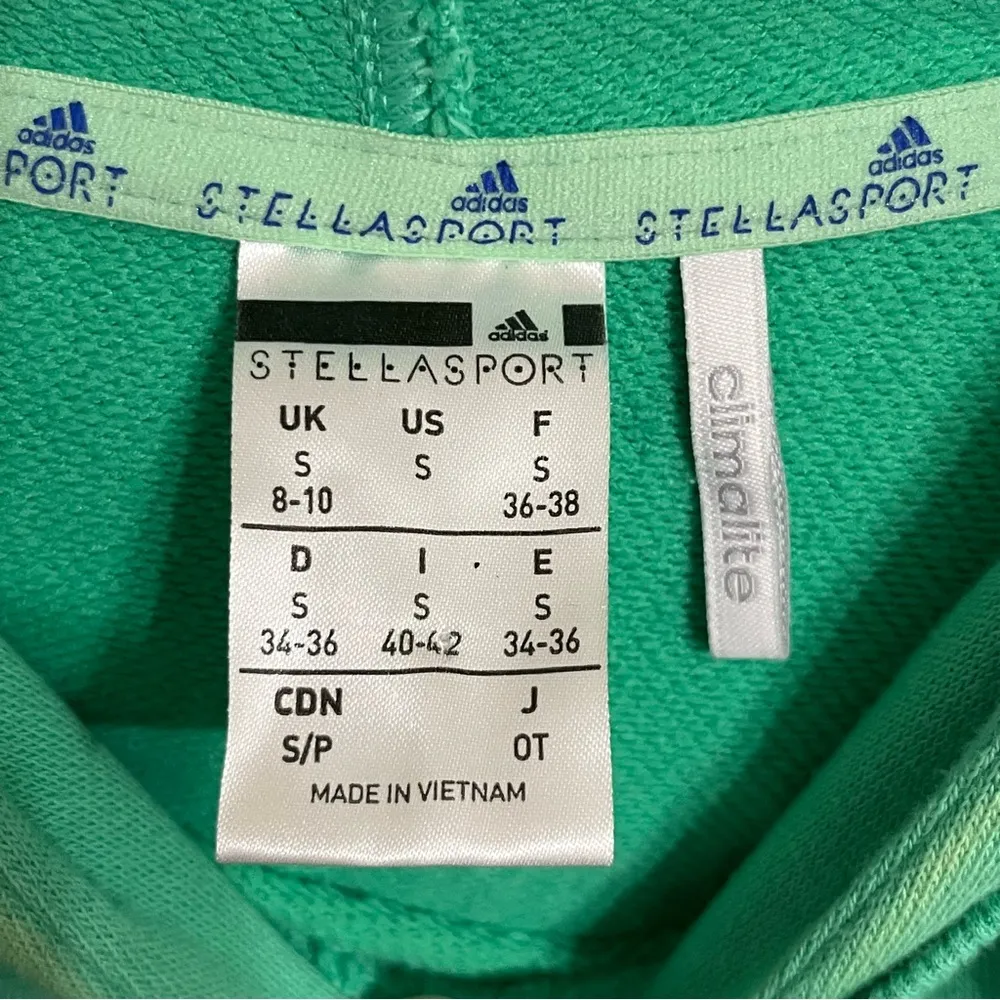 adidas adidas adidas
PORT STELLASPORT STELLASPORT
adidas
STELLASPORT
UK US F
S S S
8-10 36-38
D I E
S S S
34-36 40-42 34-36
CDN J
S/P OT
MADE IN VIETNAM
climalite